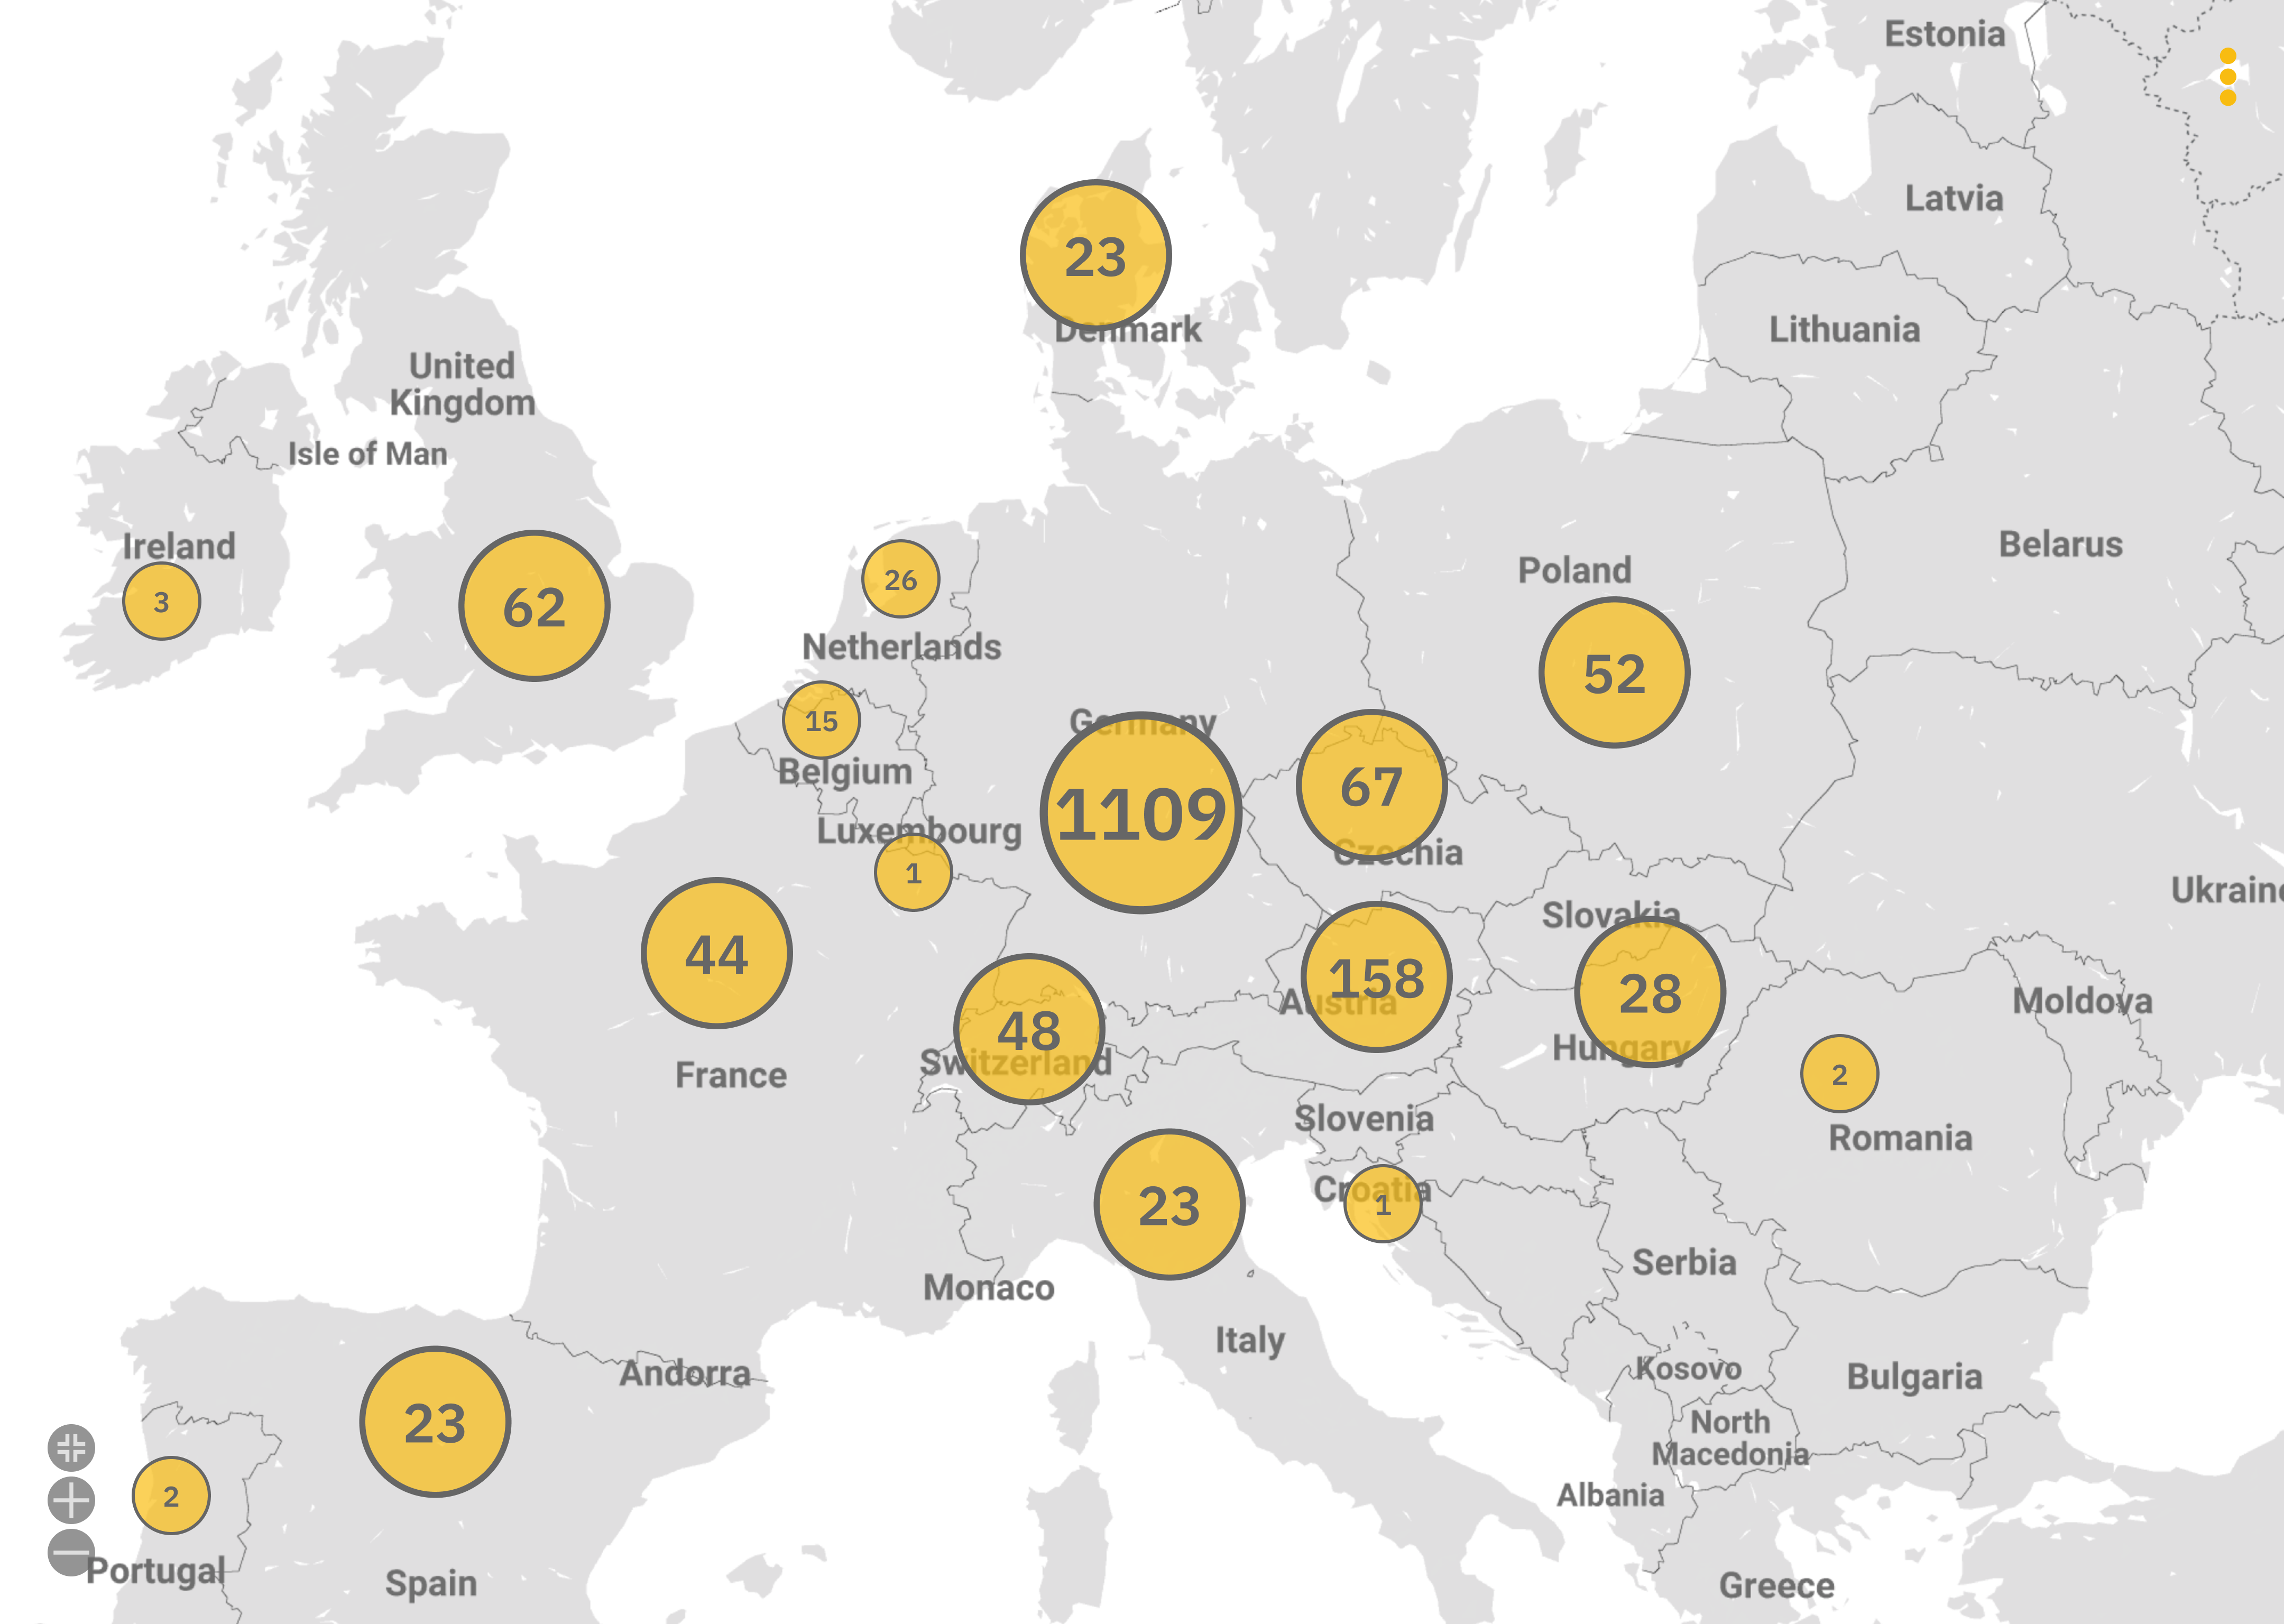 Estonia
Latvia
23
Denmark
Lithuania
United
Kingdom
Isle of Man
Ireland
3
62
26
Netherlands
Poland
Belarus
52
15
Belgium
Germany
1109
67
Czechia
Luxembourg
1
Ukraine
44
France
48
Switzerland
158
Austria
Slovakia
28
Hungary
Moldova
2
Romania
Slovenia
Croatia
1
23
Monaco
Italy
Serbia
Andorra
Kosovo
Bulgaria
North
Macedonia
Albania
23
2
Portugal
Spain
Greece